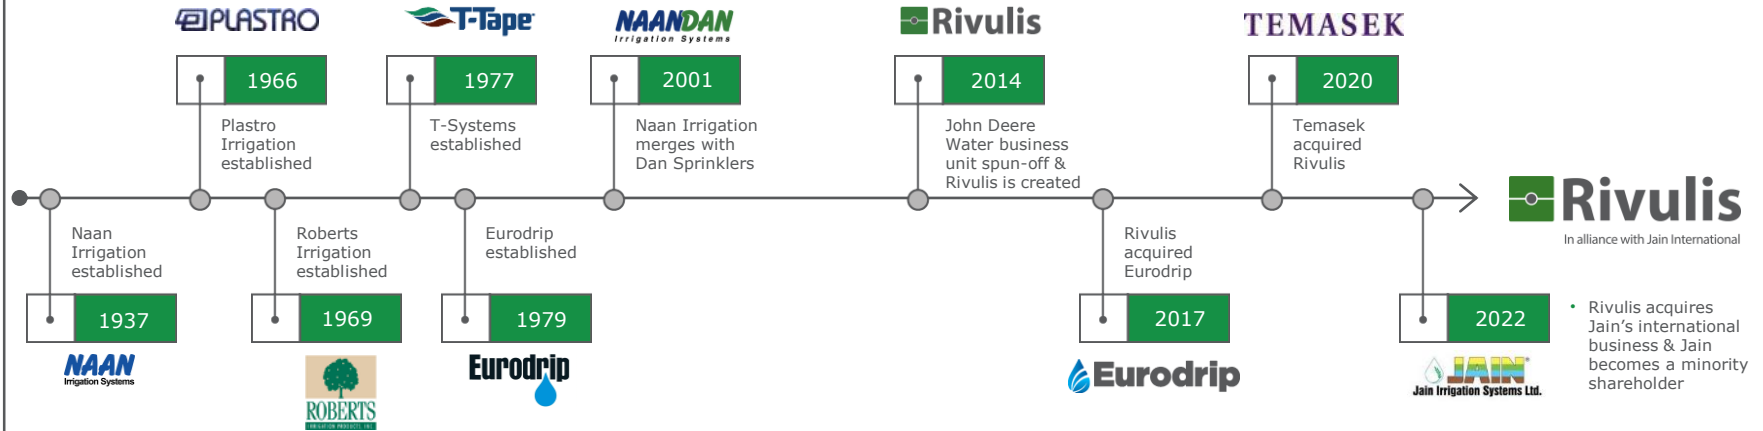 PLASTRO
1966
Plastro
Irrigation
established
T-Tape
1977
T-Systems
established
NAANDAN
Irrigation Systems
2001
Naan Irrigation
merges with
Dan Sprinklers
Rivulis
2014
John Deere
Water business
unit spun-off &
Rivulis is created
TEMASEK
2020
Temasek
acquired
Rivulis
Naan
Irrigation
established
1937
NAAN
Irrigation Systems
Roberts
Irrigation
established
1969
ROBERTS
IRRIGATION PRODUCTS INC.
Eurodrip
established
1979
Eurodrip
Rivulis
acquired
Eurodrip
2017
Eurodrip
2022
JAIN®
Jain Irrigation Systems Ltd.
Rivulis
In alliance with Jain International
• Rivulis acquires
Jain’s international
business & Jain
becomes a minority
shareholder